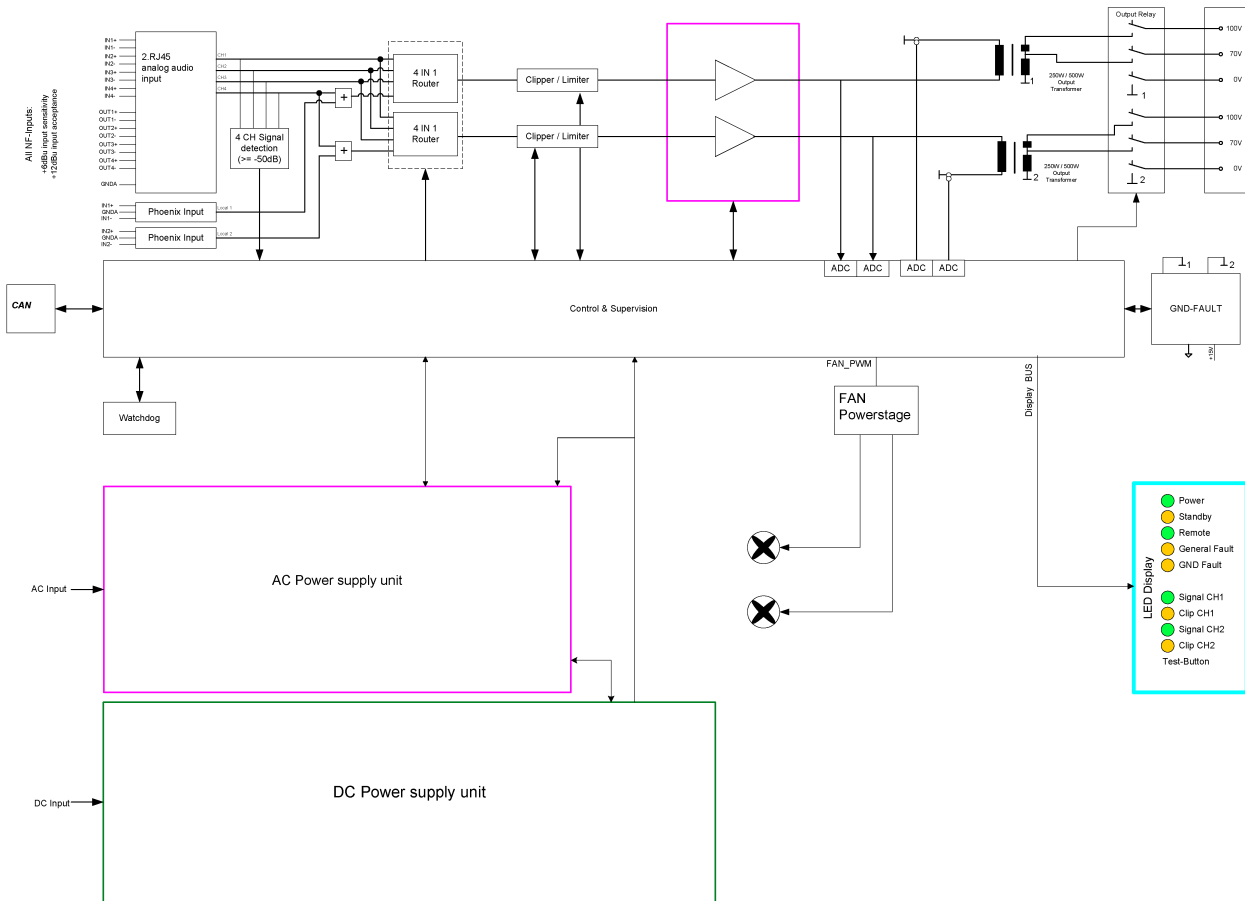 All NF-Inputs:
+6dBu input sensitivity
+12dBu input acceptance
IN1+
IN1-
IN2+
IN2-
IN3+
IN3-
IN4+
IN4-
OUT1+
OUT1-
OUT2+
OUT2-
OUT3+
OUT3-
OUT4+
OUT4-
GNDA
2.RJ45
analog audio
input
CH1
CH2
CH3
CH4
4 CH Signal
detection
(>= -50dB)
IN1+
GNDA
IN1-
Phoenix Input
Local 1
IN2+
GNDA
IN2-
Phoenix Input
Local 2
+
+
4 IN 1
Router
4 IN 1
Router
Clipper / Limiter
Clipper / Limiter
250W / 500W
Output
Transformer
1
250W / 500W
Output
Transformer
2
Output Relay
1
2
100V
70V
0V
100V
70V
0V
ADC
ADC
ADC
ADC
CAN
Control & Supervision
1
2
GND-FAULT
+15V
Watchdog
FAN_PWM
FAN
Powerstage
Display BUS
AC Input
AC Power supply unit
DC Input
DC Power supply unit
LED Display
Power
Standby
Remote
General Fault
GND Fault
Signal CH1
Clip CH1
Signal CH2
Clip CH2
Test-Button